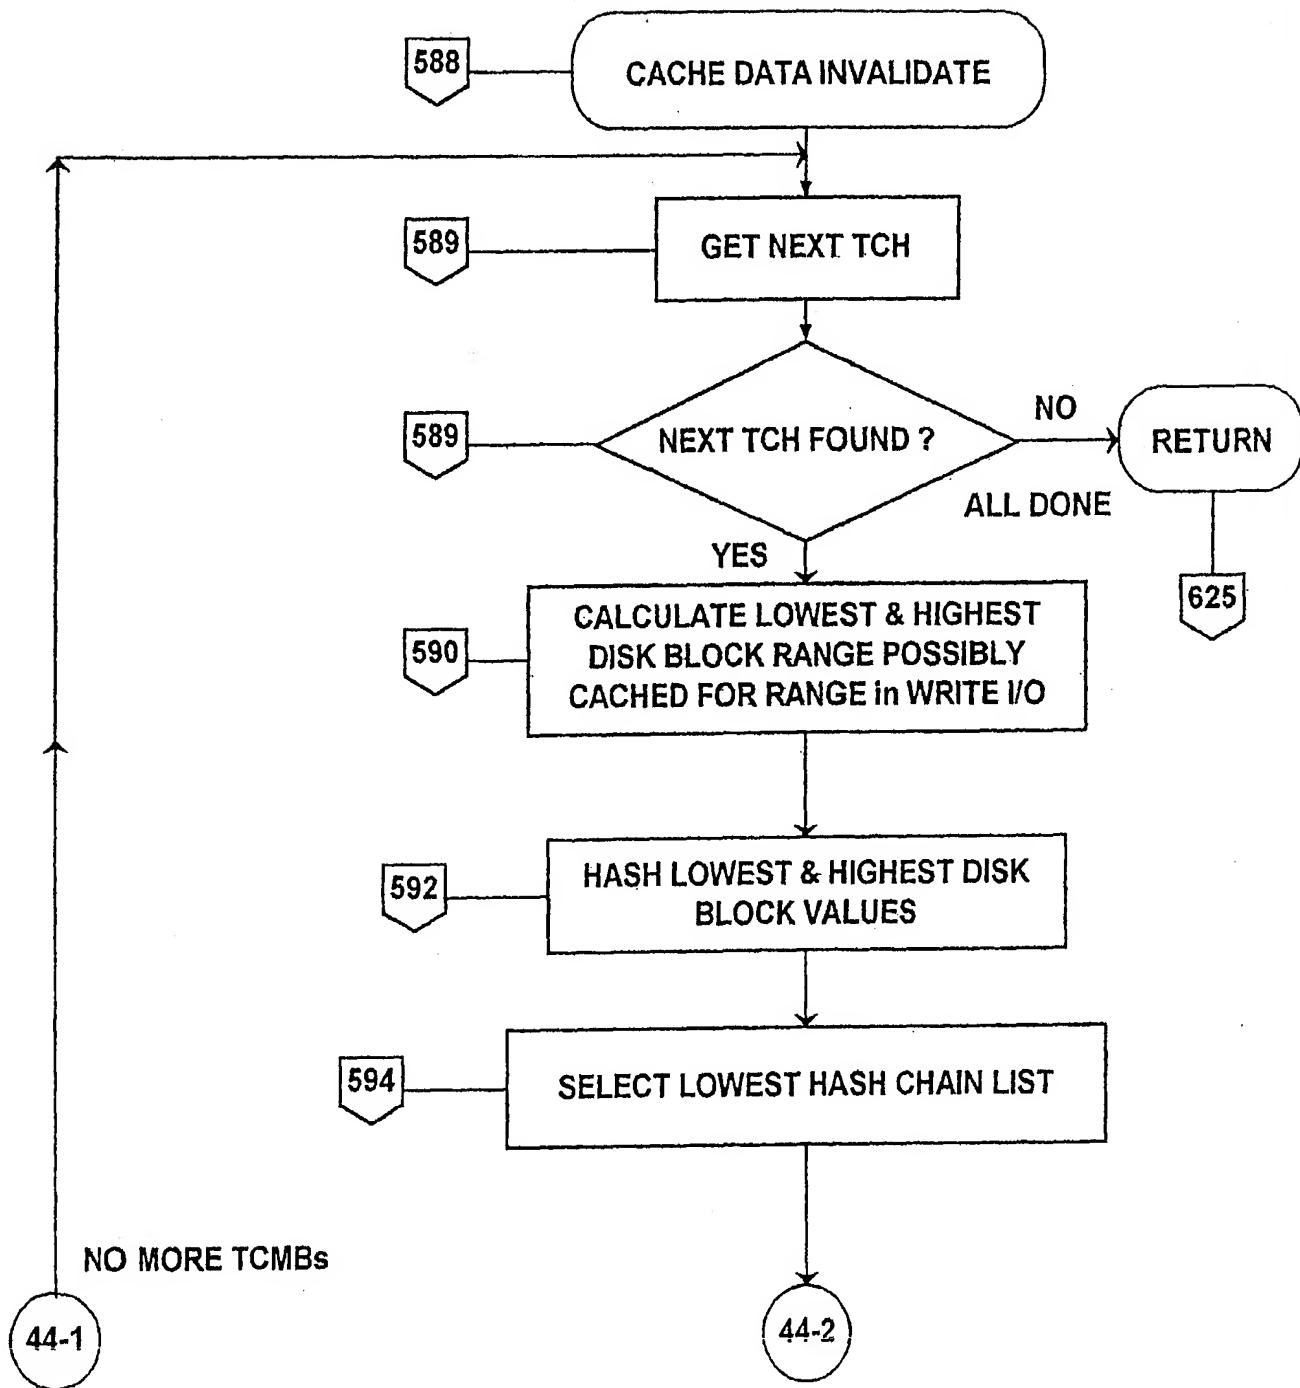 588
CACHE DATA INVALIDATE
589
GET NEXT TCH
589
NEXT TCH FOUND ?
NO
RETURN
ALL DONE
YES
625
590
CALCULATE LOWEST & HIGHEST
DISK BLOCK RANGE POSSIBLY
CACHED FOR RANGE in WRITE I/O
592
HASH LOWEST & HIGHEST DISK
BLOCK VALUES
594
SELECT LOWEST HASH CHAIN LIST
NO MORE TCMBs
44-1
44-2